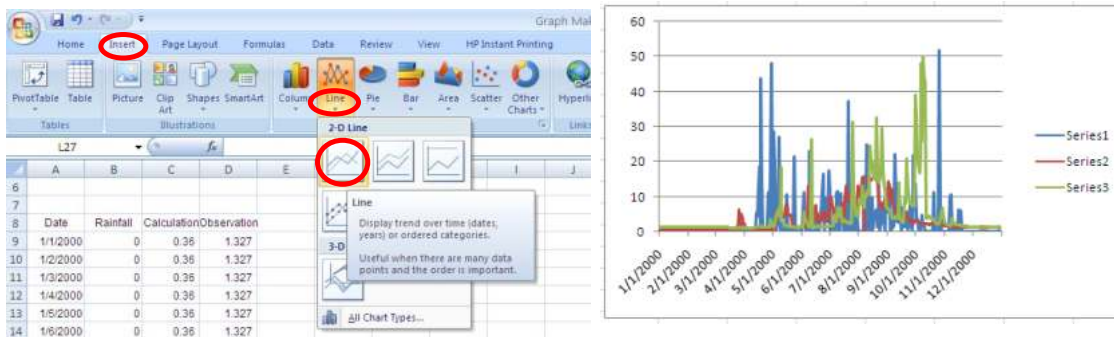 Graph Mak
Home Insert Page Layout Formulas Data Review View HP Instant Printing
PivotTable Table Picture Clip Art Shapes SmartArt Column Line Pie Bar Area Scatter Other Charts
Tables Illustrations Links
L27 fx
A B C D E I J
6
7
8 Date Rainfall Calculation Observation
9 1/1/2000 0 0.36 1.327
10 1/2/2000 0 0.36 1.327
11 1/3/2000 0 0.36 1.327
12 1/4/2000 0 0.36 1.327
13 1/5/2000 0 0.36 1.327
14 1/6/2000 0 0.36 1.327
2-D Line
Line
Display trend over time (dates,
years) or ordered categories.
Useful when there are many data
points and the order is important.
3-D
All Chart Types...
60
50
40
30
20
10
0
1/1/2000 2/1/2000 3/1/2000 4/1/2000 5/1/2000 6/1/2000 7/1/2000 8/1/2000 9/1/2000 10/1/2000 11/1/2000 12/1/2000
Series1
Series2
Series3